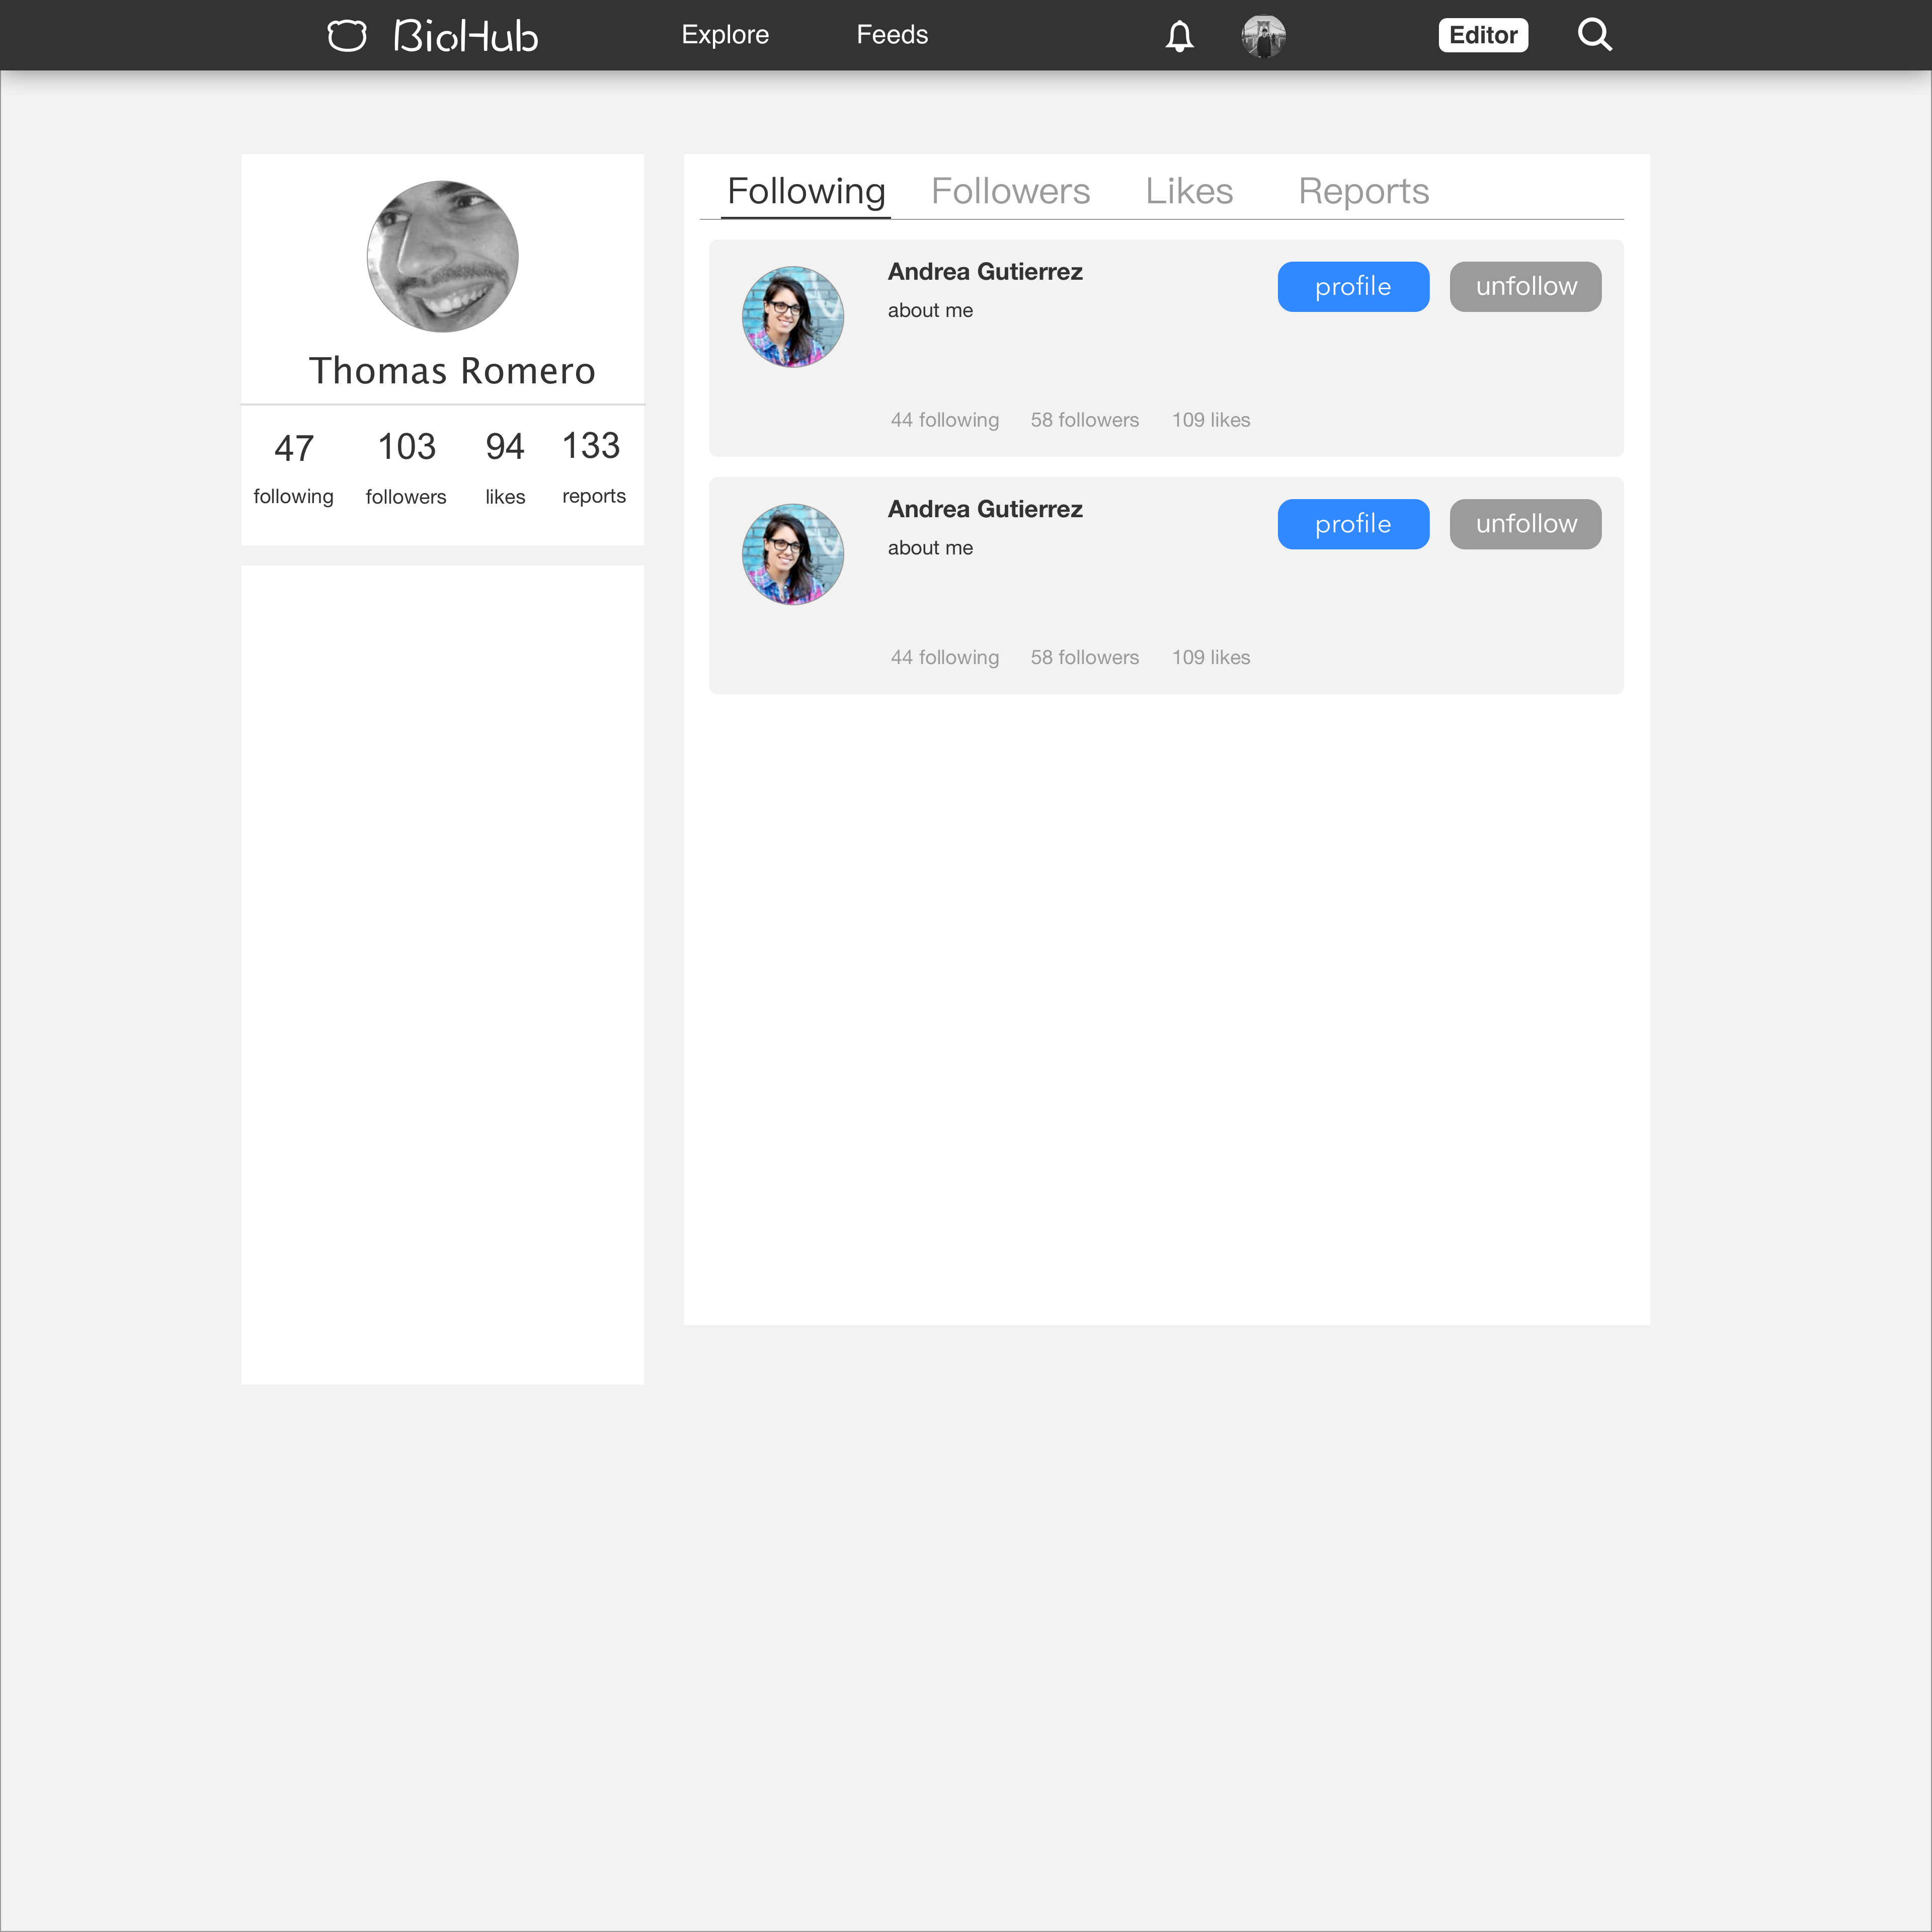 BioHub Explore Feeds Editor
Thomas Romero
47 103 94 133
following followers likes reports
Following Followers Likes Reports
Andrea Gutierrez
about me
profile unfollow
44 following 58 followers 109 likes
Andrea Gutierrez
about me
profile unfollow
44 following 58 followers 109 likes